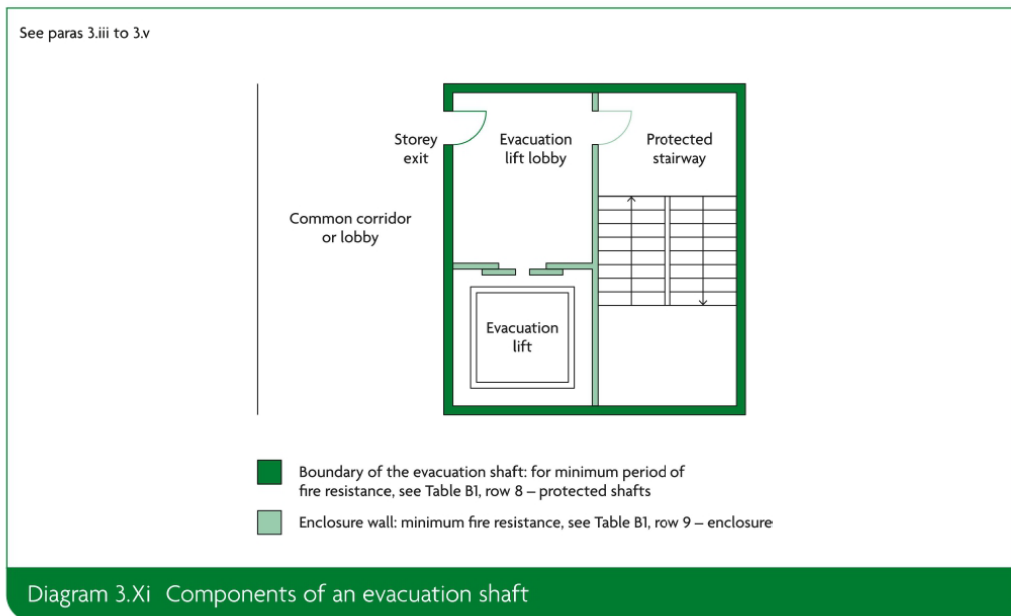 See paras 3.iii to 3.v
Storey
exit
Evacuation
lift lobby
Protected
stairway
Common corridor
or lobby
Evacuation
lift
Boundary of the evacuation shaft: for minimum period of
fire resistance, see Table B1, row 8 – protected shafts
Enclosure wall: minimum fire resistance, see Table B1, row 9 – enclosure
Diagram 3.Xi Components of an evacuation shaft